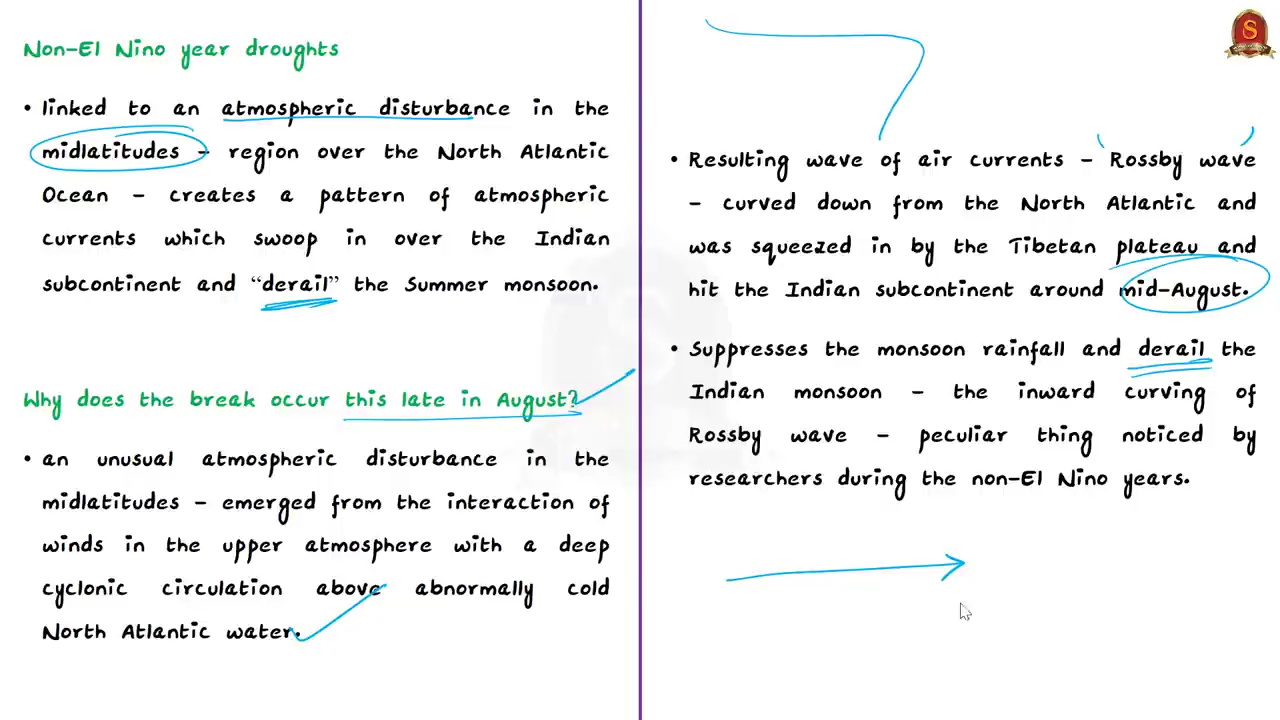 Non-El Nino year droughts
• linked to an atmospheric disturbance in the
midlatitudes - region over the North Atlantic
Ocean - creates a pattern of atmospheric
currents which swoop in over the Indian
subcontinent and “derail” the Summer monsoon.
Why does the break occur this late in August?
• an unusual atmospheric disturbance in the
midlatitudes - emerged from the interaction of
winds in the upper atmosphere with a deep
cyclonic circulation above abnormally cold
North Atlantic water.
S
• Resulting wave of air currents - Rossby wave
- curved down from the North Atlantic and
was squeezed in by the Tibetan plateau and
hit the Indian subcontinent around mid-August.
• Suppresses the monsoon rainfall and derail the
Indian monsoon - the inward curving of
Rossby wave - peculiar thing noticed by
researchers during the non-El Nino years.